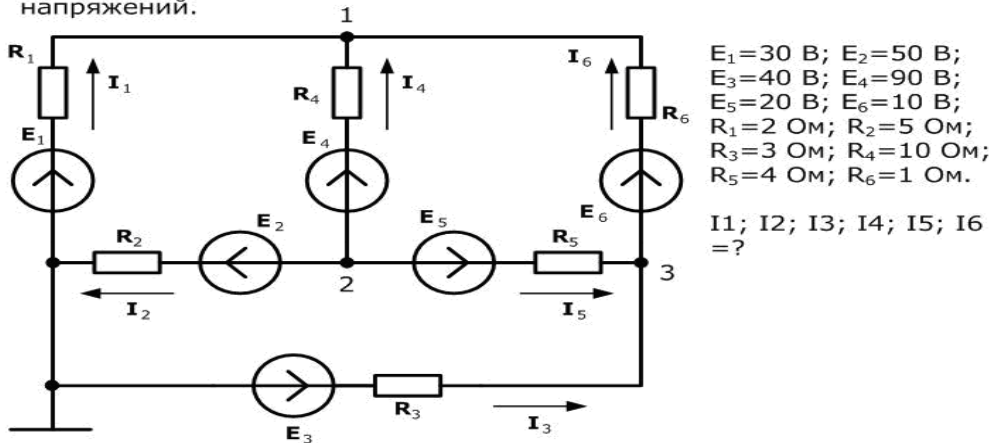 напряжений.
1
R₁
I₁
R₄
I₄
I₆
R₆
E₁
E₄
E₆
R₂
E₂
E₅
R₅
2
3
I₂
I₅
E₃
R₃
I₃
E₁=30 В; E₂=50 В;
E₃=40 В; E₄=90 В;
E₅=20 В; E₆=10 В;
R₁=2 Ом; R₂=5 Ом;
R₃=3 Ом; R₄=10 Ом;
R₅=4 Ом; R₆=1 Ом.
I1; I2; I3; I4; I5; I6
=?